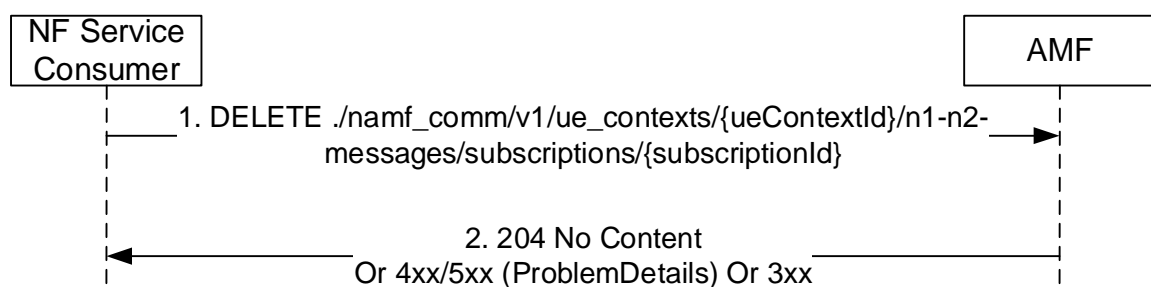 NF Service
Consumer
AMF
1. DELETE ./namf_comm/v1/ue_contexts/{ueContextId}/n1-n2-
messages/subscriptions/{subscriptionId}
2. 204 No Content
Or 4xx/5xx (ProblemDetails) Or 3xx